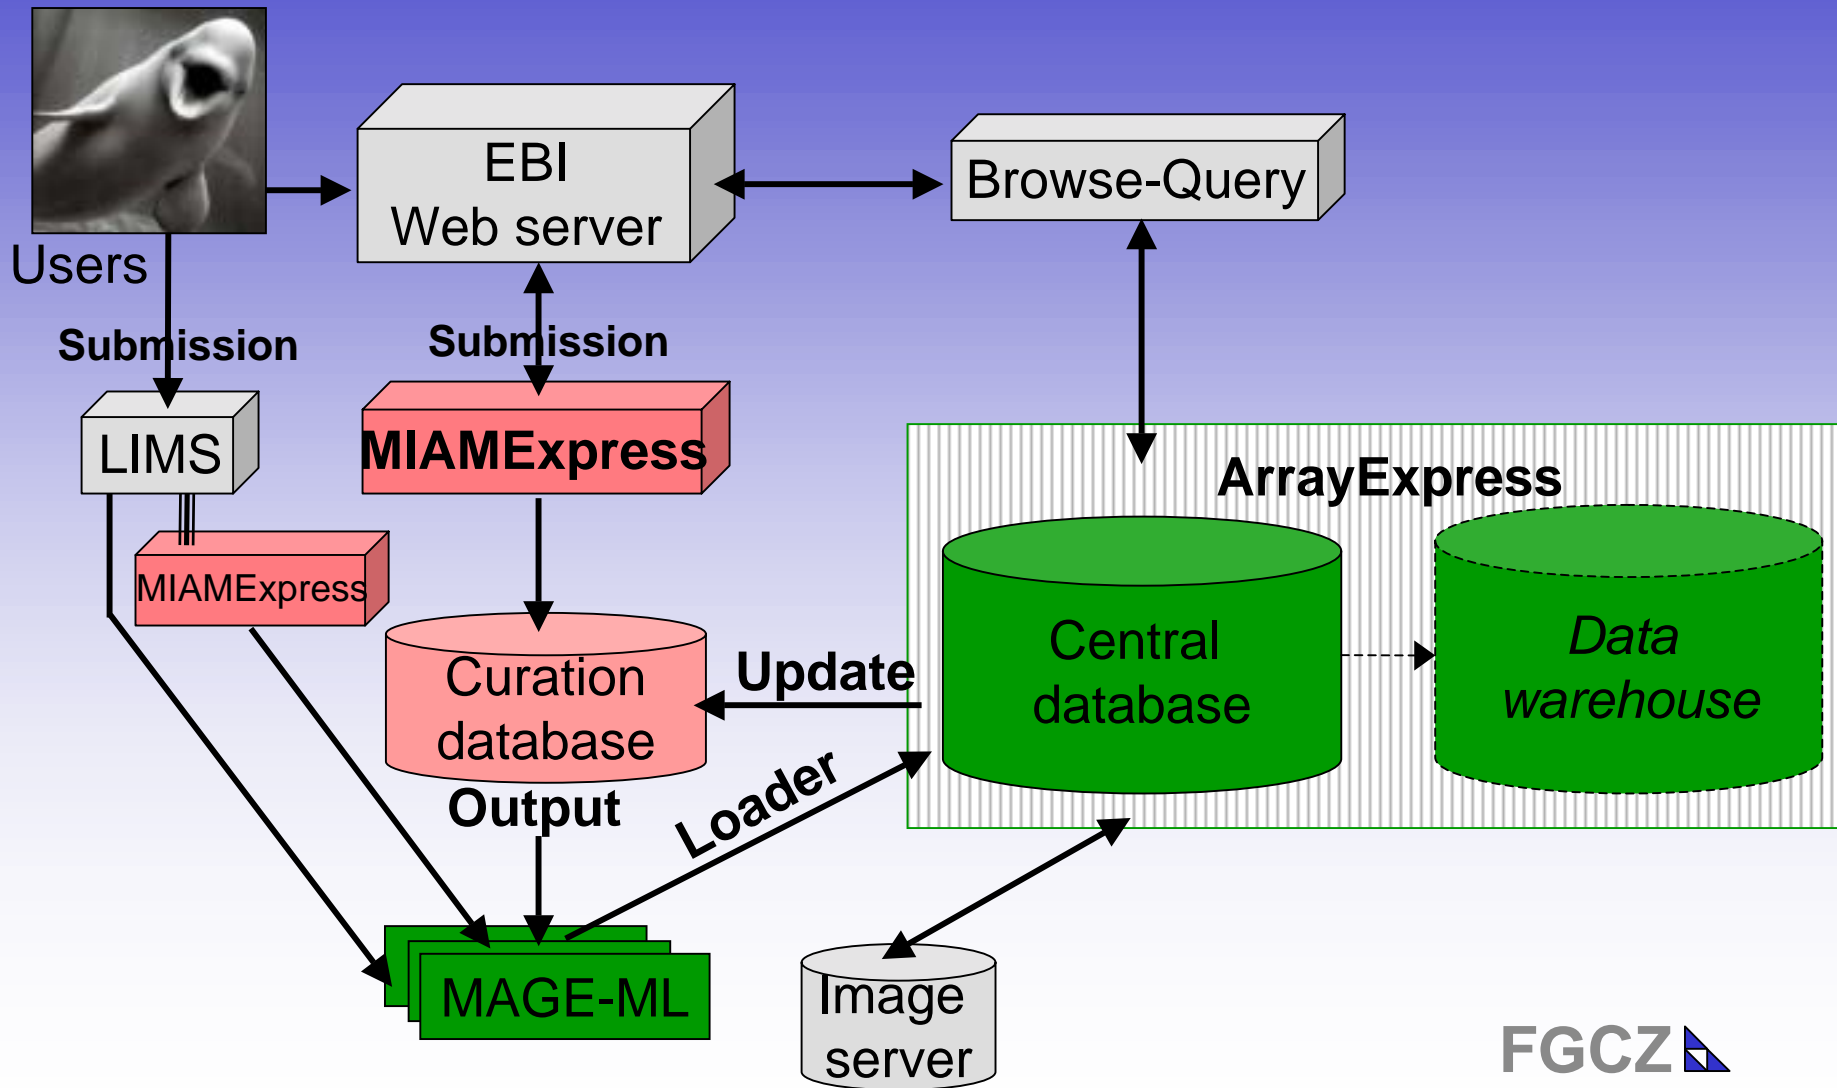 EBI
Web server
Browse-Query
Users
Submission
Submission
LIMS
MIAMExpress
ArrayExpress
MIAMExpress
Central
database
Data
warehouse
Curation
database
Update
Output
Loader
MAGE-ML
Image
server
FGCZ